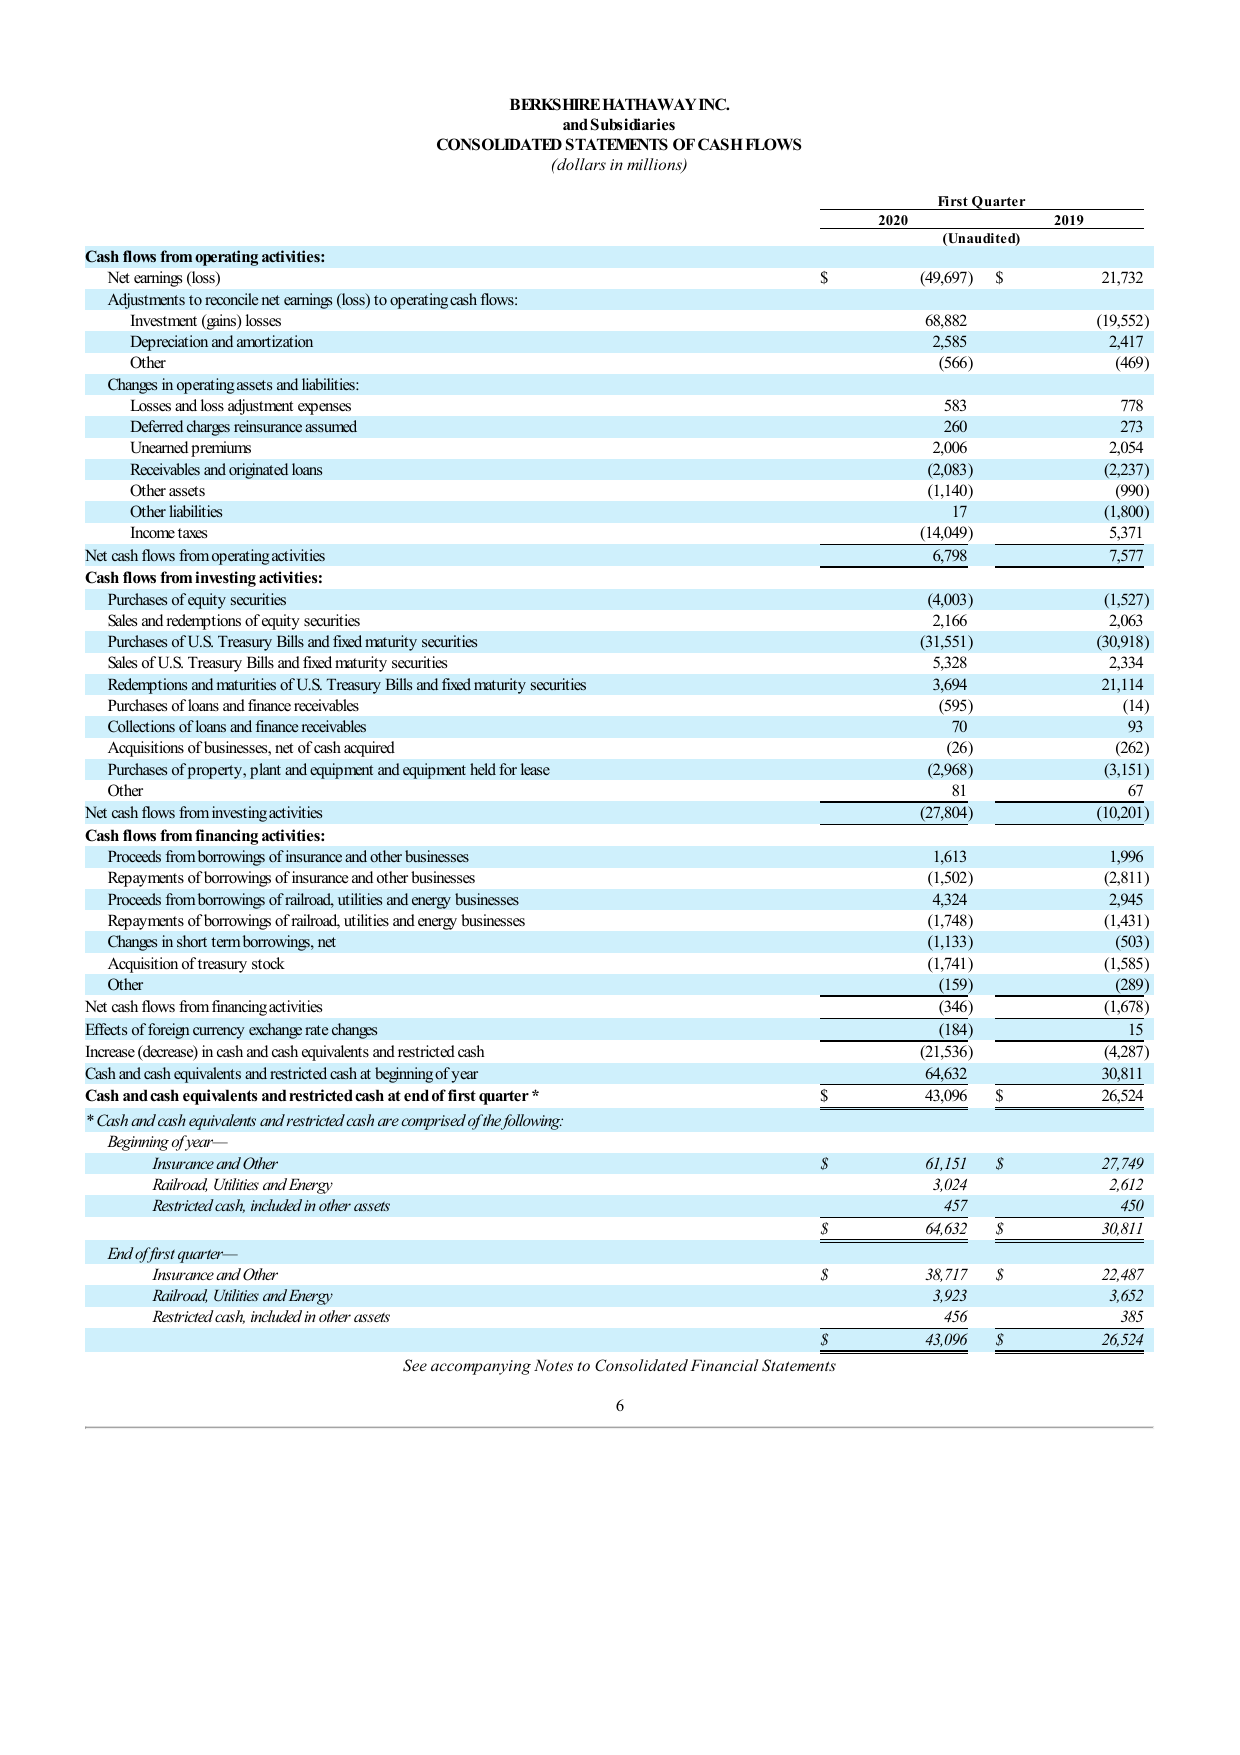 BERKSHIRE HATHAWAY INC.
and Subsidiaries
CONSOLIDATED STATEMENTS OF CASH FLOWS
(dollars in millions)
First Quarter
2020 2019
(Unaudited)
Cash flows from operating activities:
Net earnings (loss) $ (49,697) $ 21,732
Adjustments to reconcile net earnings (loss) to operating cash flows:
Investment (gains) losses 68,882 (19,552)
Depreciation and amortization 2,585 2,417
Other (566) (469)
Changes in operating assets and liabilities:
Losses and loss adjustment expenses 583 778
Deferred charges reinsurance assumed 260 273
Unearned premiums 2,006 2,054
Receivables and originated loans (2,083) (2,237)
Other assets (1,140) (990)
Other liabilities 17 (1,800)
Income taxes (14,049) 5,371
Net cash flows from operating activities 6,798 7,577
Cash flows from investing activities:
Purchases of equity securities (4,003) (1,527)
Sales and redemptions of equity securities 2,166 2,063
Purchases of U.S. Treasury Bills and fixed maturity securities (31,551) (30,918)
Sales of U.S. Treasury Bills and fixed maturity securities 5,328 2,334
Redemptions and maturities of U.S. Treasury Bills and fixed maturity securities 3,694 21,114
Purchases of loans and finance receivables (595) (14)
Collections of loans and finance receivables 70 93
Acquisitions of businesses, net of cash acquired (26) (262)
Purchases of property, plant and equipment and equipment held for lease (2,968) (3,151)
Other 81 67
Net cash flows from investing activities (27,804) (10,201)
Cash flows from financing activities:
Proceeds from borrowings of insurance and other businesses 1,613 1,996
Repayments of borrowings of insurance and other businesses (1,502) (2,811)
Proceeds from borrowings of railroad, utilities and energy businesses 4,324 2,945
Repayments of borrowings of railroad, utilities and energy businesses (1,748) (1,431)
Changes in short term borrowings, net (1,133) (503)
Acquisition of treasury stock (1,741) (1,585)
Other (159) (289)
Net cash flows from financing activities (346) (1,678)
Effects of foreign currency exchange rate changes (184) 15
Increase (decrease) in cash and cash equivalents and restricted cash (21,536) (4,287)
Cash and cash equivalents and restricted cash at beginning of year 64,632 30,811
Cash and cash equivalents and restricted cash at end of first quarter * $ 43,096 $ 26,524
* Cash and cash equivalents and restricted cash are comprised of the following:
Beginning of year—
Insurance and Other $ 61,151 $ 27,749
Railroad, Utilities and Energy 3,024 2,612
Restricted cash, included in other assets 457 450
$ 64,632 $ 30,811
End of first quarter—
Insurance and Other $ 38,717 $ 22,487
Railroad, Utilities and Energy 3,923 3,652
Restricted cash, included in other assets 456 385
$ 43,096 $ 26,524
See accompanying Notes to Consolidated Financial Statements
6